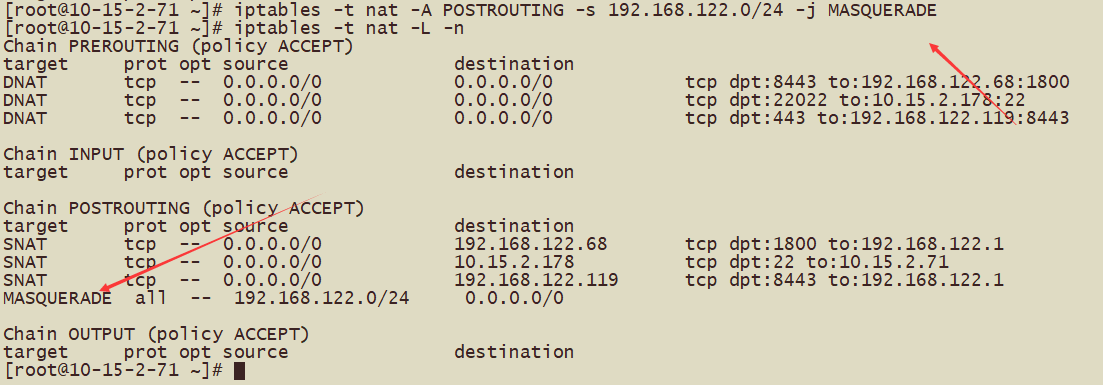 [root@10-15-2-71 ~]# iptables -t nat -A POSTROUTING -s 192.168.122.0/24 -j MASQUERADE
[root@10-15-2-71 ~]# iptables -t nat -L -n
Chain PREROUTING (policy ACCEPT)
target     prot opt source               destination
DNAT       tcp  --  0.0.0.0/0            0.0.0.0/0            tcp dpt:8443 to:192.168.122.68:1800
DNAT       tcp  --  0.0.0.0/0            0.0.0.0/0            tcp dpt:22022 to:10.15.2.178:22
DNAT       tcp  --  0.0.0.0/0            0.0.0.0/0            tcp dpt:443 to:192.168.122.119:8443

Chain INPUT (policy ACCEPT)
target     prot opt source               destination

Chain POSTROUTING (policy ACCEPT)
target     prot opt source               destination
SNAT       tcp  --  0.0.0.0/0            192.168.122.68       tcp dpt:1800 to:192.168.122.1
SNAT       tcp  --  0.0.0.0/0            10.15.2.178          tcp dpt:22 to:10.15.2.71
SNAT       tcp  --  0.0.0.0/0            192.168.122.119      tcp dpt:8443 to:192.168.122.1
MASQUERADE  all  --  192.168.122.0/24     0.0.0.0/0

Chain OUTPUT (policy ACCEPT)
target     prot opt source               destination
[root@10-15-2-71 ~]#